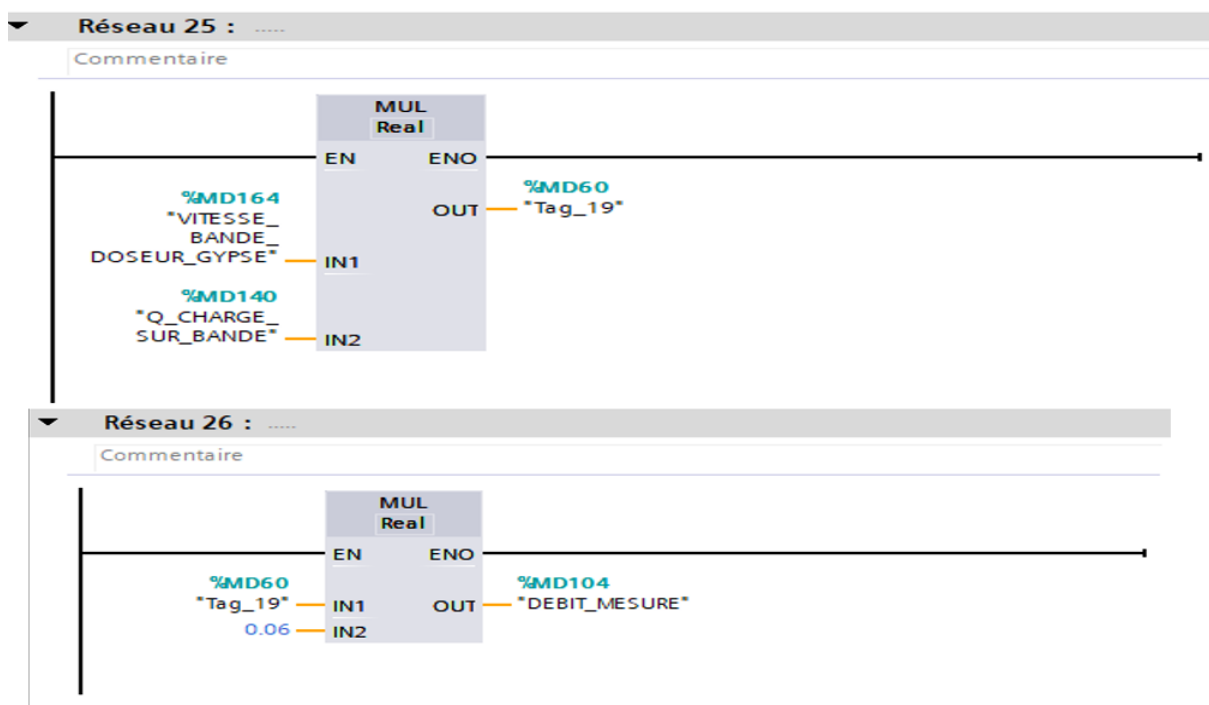 Réseau 25 : .....
Commentaire
MUL
Real
EN ENO
%MD164
"VITESSE_
BANDE_
DOSEUR_GYPSE"
IN1
%MD60
"Tag_19"
OUT
%MD140
"Q_CHARGE_
SUR_BANDE"
IN2
Réseau 26 : .....
Commentaire
MUL
Real
EN ENO
%MD60
"Tag_19"
IN1
0.06
IN2
%MD104
OUT
"DEBIT_MESURE"